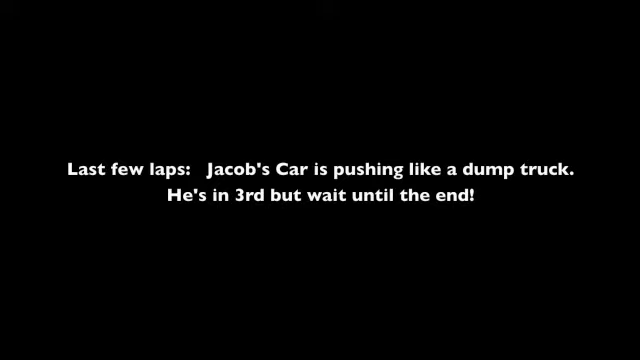 Last few laps:   Jacob's Car is pushing like a dump truck.
He's in 3rd but wait until the end!